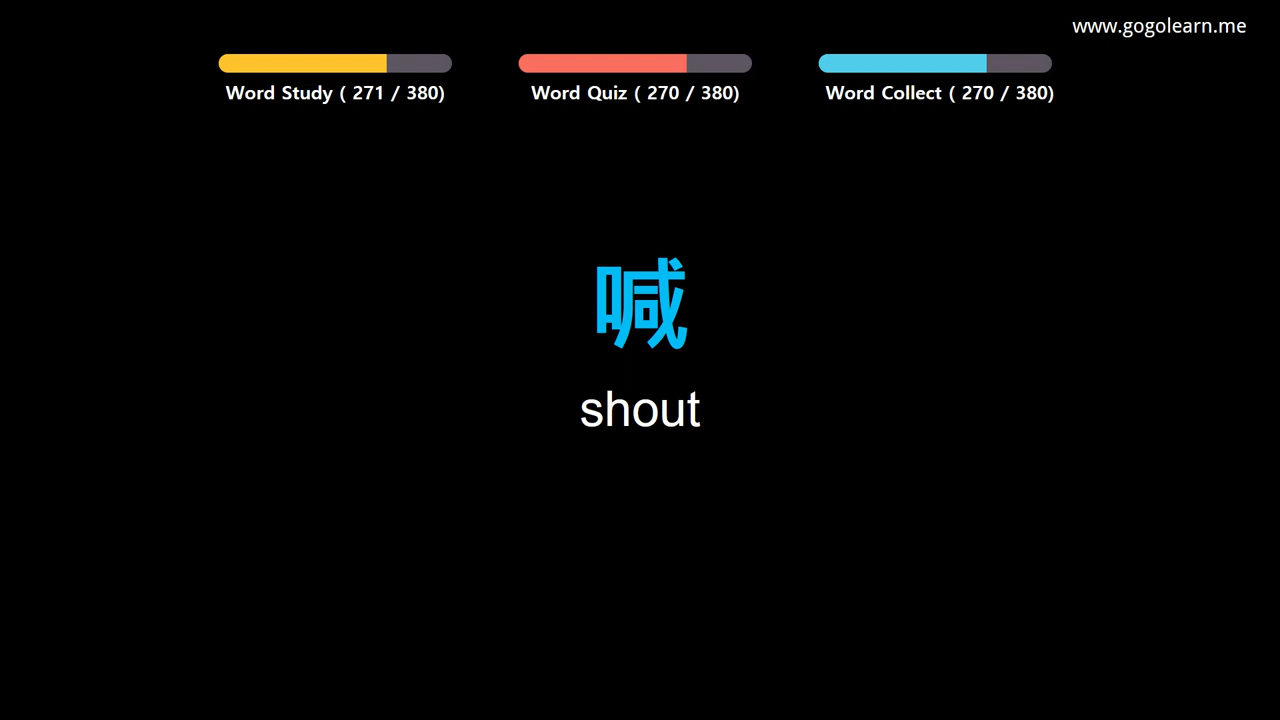 www.gogolearn.me
Word Study ( 271 / 380)
Word Quiz ( 270 / 380)
Word Collect ( 270 / 380)
喊
shout